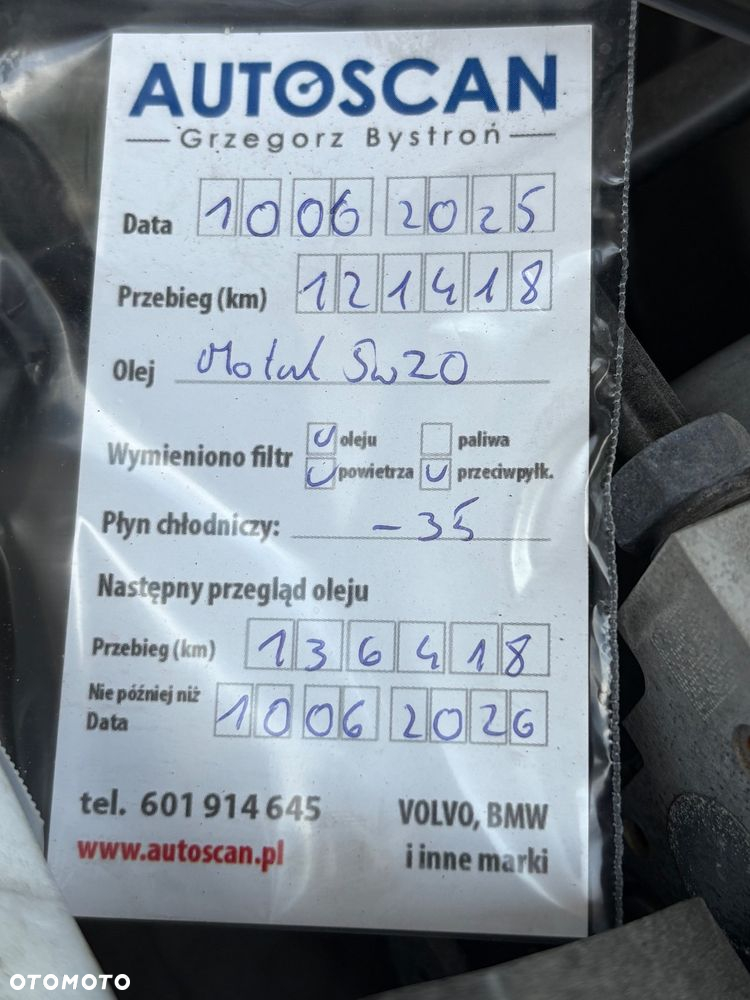 AUTOSCAN
Grzegorz Bystroń
Data 10 06 2025
Przebieg (km) 121418
Olej Motul 5w20
Wymieniono filtr oleju paliwa
powietrza przeciwpyłk.
Płyn chłodniczy: -35
Następny przegląd oleju
Przebieg (km) 136418
Nie później niż
Data 10 06 2026
tel. 601 914 645 VOLVO, BMW
www.autoscan.pl i inne marki
OTOMOTO